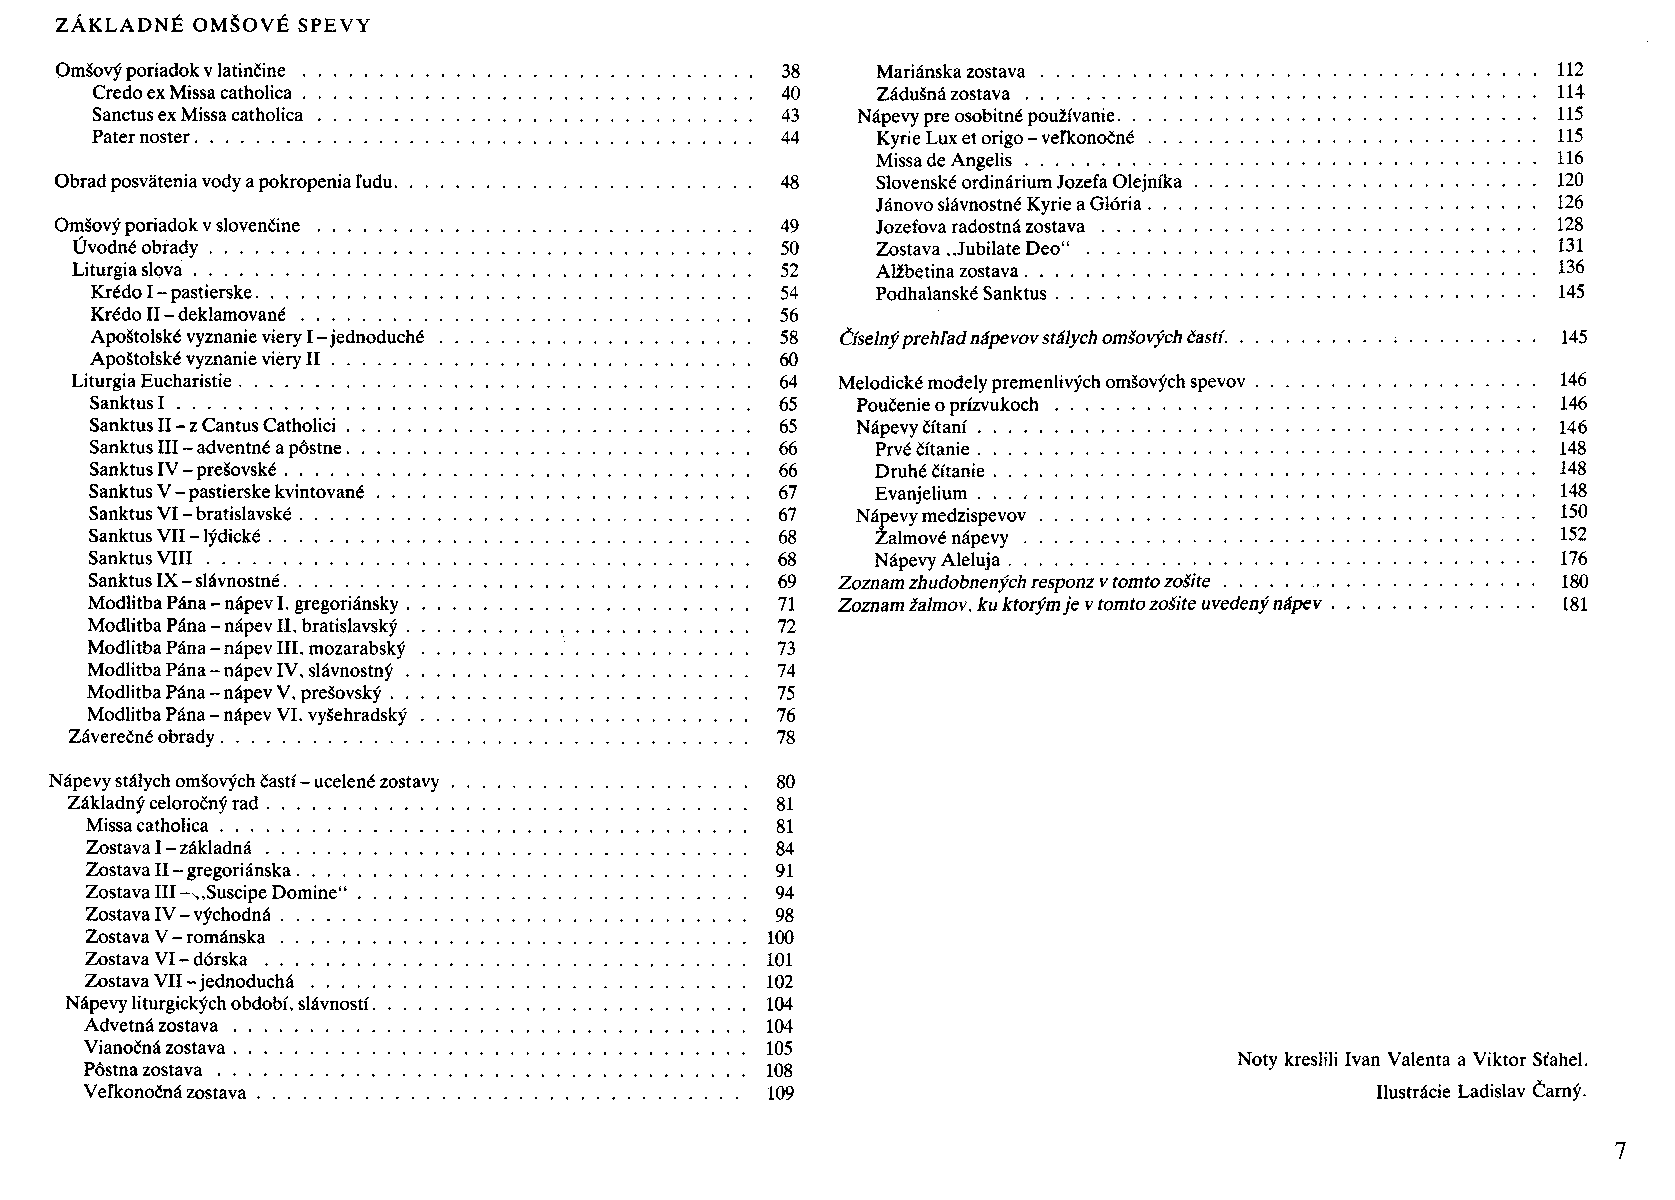 ZÁKLADNÉ OMŠOVÉ SPEVY
Omšový poriadok v latinčine . . . 38
Credo ex Missa catholica . . . 40
Sanctus ex Missa catholica . . . 43
Pater noster . . . 44
Obrad posvätenia vody a pokropenia ľudu . . . 48
Omšový poriadok v slovenčine . . . 49
Úvodné obrady . . . 50
Liturgia slova . . . 52
Krédo I – pastierske . . . 54
Krédo II – deklamované . . . 56
Apoštolské vyznanie viery I – jednoduché . . . 58
Apoštolské vyznanie viery II . . . 60
Liturgia Eucharistie . . . 64
Sanktus I . . . 65
Sanktus II – z Cantus Catholici . . . 65
Sanktus III – adventné a pôstne . . . 66
Sanktus IV – prešovské . . . 66
Sanktus V – pastierske kvintované . . . 67
Sanktus VI – bratislavské . . . 67
Sanktus VII – lýdické . . . 68
Sanktus VIII . . . 68
Sanktus IX – slávnostné . . . 69
Modlitba Pána – nápev I. gregoriánsky . . . 71
Modlitba Pána – nápev II. bratislavský . . . 72
Modlitba Pána – nápev III. mozarabský . . . 73
Modlitba Pána – nápev IV. slávnostný . . . 74
Modlitba Pána – nápev V. prešovský . . . 75
Modlitba Pána – nápev VI. vyšehradský . . . 76
Záverečné obrady . . . 78
Nápevy stálych omšových častí – ucelené zostavy . . . 80
Základný celoročný rad . . . 81
Missa catholica . . . 81
Zostava I – základná . . . 84
Zostava II – gregoriánska . . . 91
Zostava III – „Suscipe Domine“ . . . 94
Zostava IV – východná . . . 98
Zostava V – románska . . . 100
Zostava VI – dórska . . . 101
Zostava VII – jednoduchá . . . 102
Nápevy liturgických období, slávností . . . 104
Advetná zostava . . . 104
Vianočná zostava . . . 105
Pôstna zostava . . . 108
Veľkonočná zostava . . . 109
Mariánska zostava . . . 112
Zádušná zostava . . . 114
Nápevy pre osobitné používanie . . . 115
Kyrie Lux et origo – veľkonočné . . . 115
Missa de Angelis . . . 116
Slovenské ordinárium Jozefa Olejníka . . . 120
Jánovo slávnostné Kyrie a Glória . . . 126
Jozefova radostná zostava . . . 128
Zostava „Jubilate Deo“ . . . 131
Alžbetina zostava . . . 136
Podhalanské Sanktus . . . 145
Číselný prehľad nápevov stálych omšových častí . . . 145
Melodické modely premenlivých omšových spevov . . . 146
Poučenie o prízvukoch . . . 146
Nápevy čítaní . . . 146
Prvé čítanie . . . 148
Druhé čítanie . . . 148
Evanjelium . . . 148
Nápevy medzispevov . . . 150
Žalmové nápevy . . . 152
Nápevy Aleluja . . . 176
Zoznam zhudobnených responz v tomto zošite . . . 180
Zoznam žalmov, ku ktorým je v tomto zošite uvedený nápev . . . 181
Noty kreslili Ivan Valenta a Viktor Sťahel.
Ilustrácie Ladislav Čarný.
7